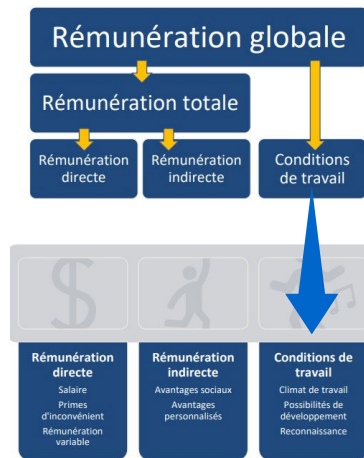 Rémunération globale
Rémunération totale
Rémunération
directe
Rémunération
indirecte
Conditions
de travail
$
Rémunération
directe
Salaire
Primes
d'inconvénient
Rémunération
variable
Rémunération
indirecte
Avantages sociaux
Avantages
personnalisés
Conditions de
travail
Climat de travail
Possibilités de
développement
Reconnaissance